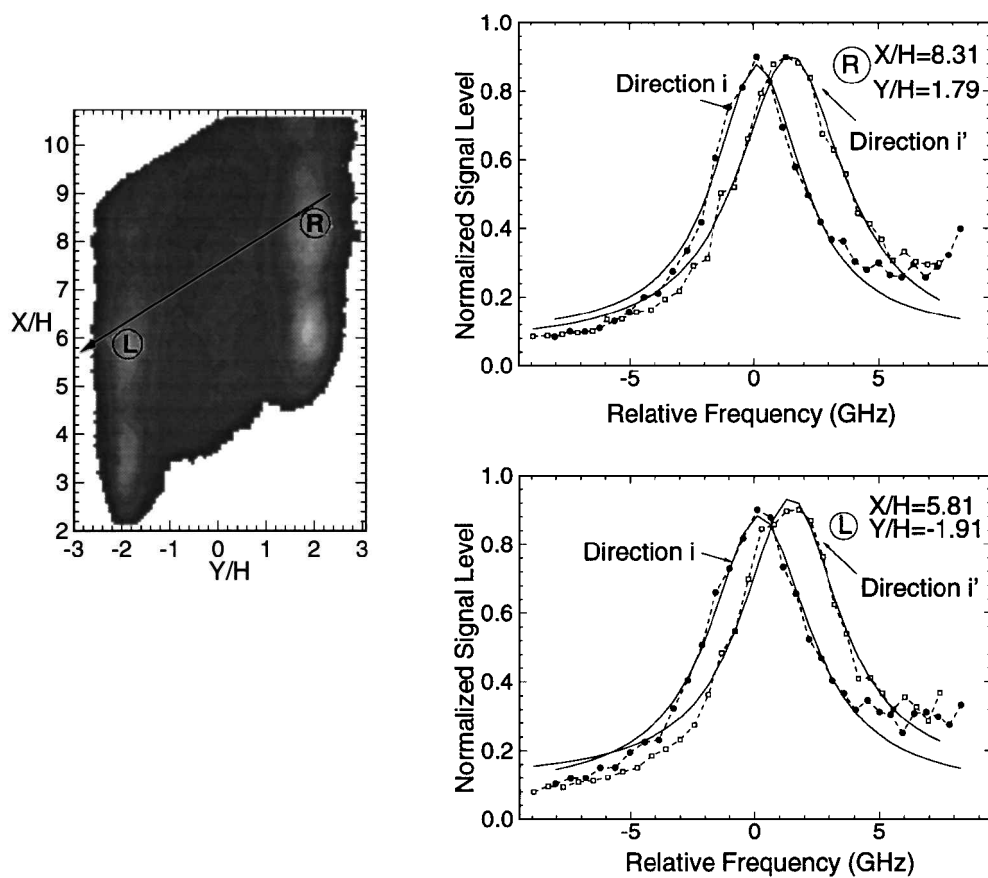 10
9
8
7
X/H
6
5
4
3
2
-3
-2
-1
0
1
2
3
Y/H
R
L
1.0
0.8
0.6
0.4
0.2
0.0
Normalized Signal Level
Direction i
R
X/H=8.31
Y/H=1.79
Direction i'
-5
0
5
Relative Frequency (GHz)
1.0
0.8
0.6
0.4
0.2
0.0
Normalized Signal Level
Direction i
L
X/H=5.81
Y/H=-1.91
Direction i'
-5
0
5
Relative Frequency (GHz)